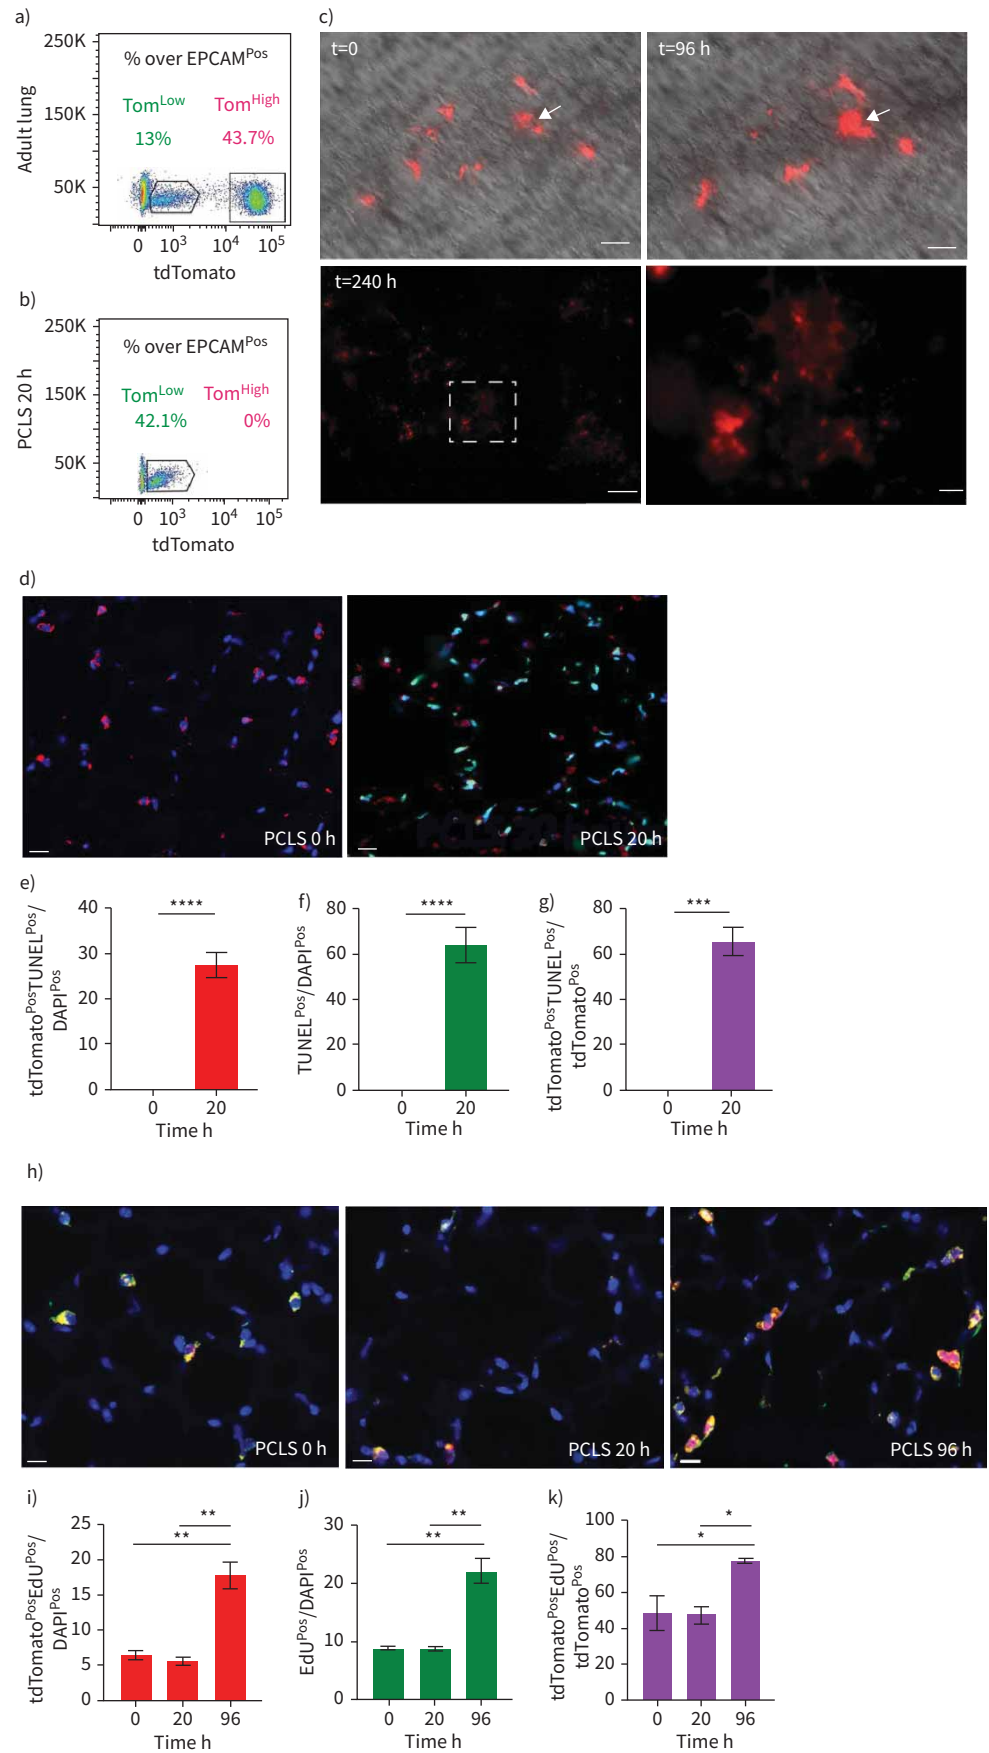 a)
250K
150K
50K
Adult lung
% over EPCAMPos
TomLow
TomHigh
13%
43.7%
0 10³ 10⁴ 10⁵
tdTomato
b)
250K
150K
50K
PCLS 20 h
% over EPCAMPos
TomLow
TomHigh
42.1%
0%
0 10³ 10⁴ 10⁵
tdTomato
c)
t=0
t=96 h
t=240 h
d)
PCLS 0 h
PCLS 20 h
e)
tdTomatoPosTUNELPos/
DAPIPos
40
30
20
10
0
****
0 20
Time h
f)
TUNELPos/DAPIPos
80
60
40
20
0
****
0 20
Time h
g)
tdTomatoPosTUNELPos/
tdTomatoPos
80
60
40
20
0
***
0 20
Time h
h)
PCLS 0 h
PCLS 20 h
PCLS 96 h
i)
tdTomatoPosEdUPos/
DAPIPos
25
20
15
10
5
0
**
**
0 20 96
Time h
j)
EdUPos/DAPIPos
30
20
10
0
**
**
0 20 96
Time h
k)
tdTomatoPosEdUPos/
tdTomatoPos
100
80
60
40
20
0
*
*
0 20 96
Time h